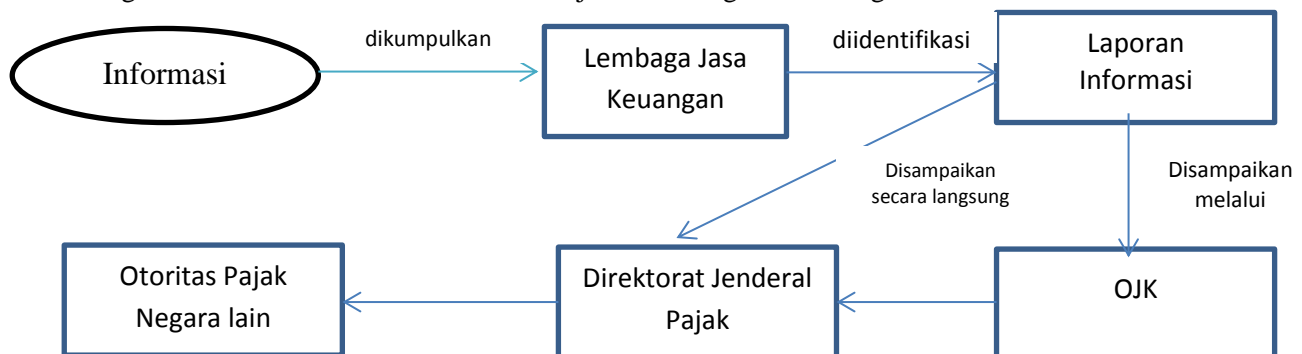 Informasi
dikumpulkan
Lembaga Jasa
Keuangan
diidentifikasi
Laporan
Informasi
Disampaikan
secara langsung
Disampaikan
melalui
Otoritas Pajak
Negara lain
Direktorat Jenderal
Pajak
OJK